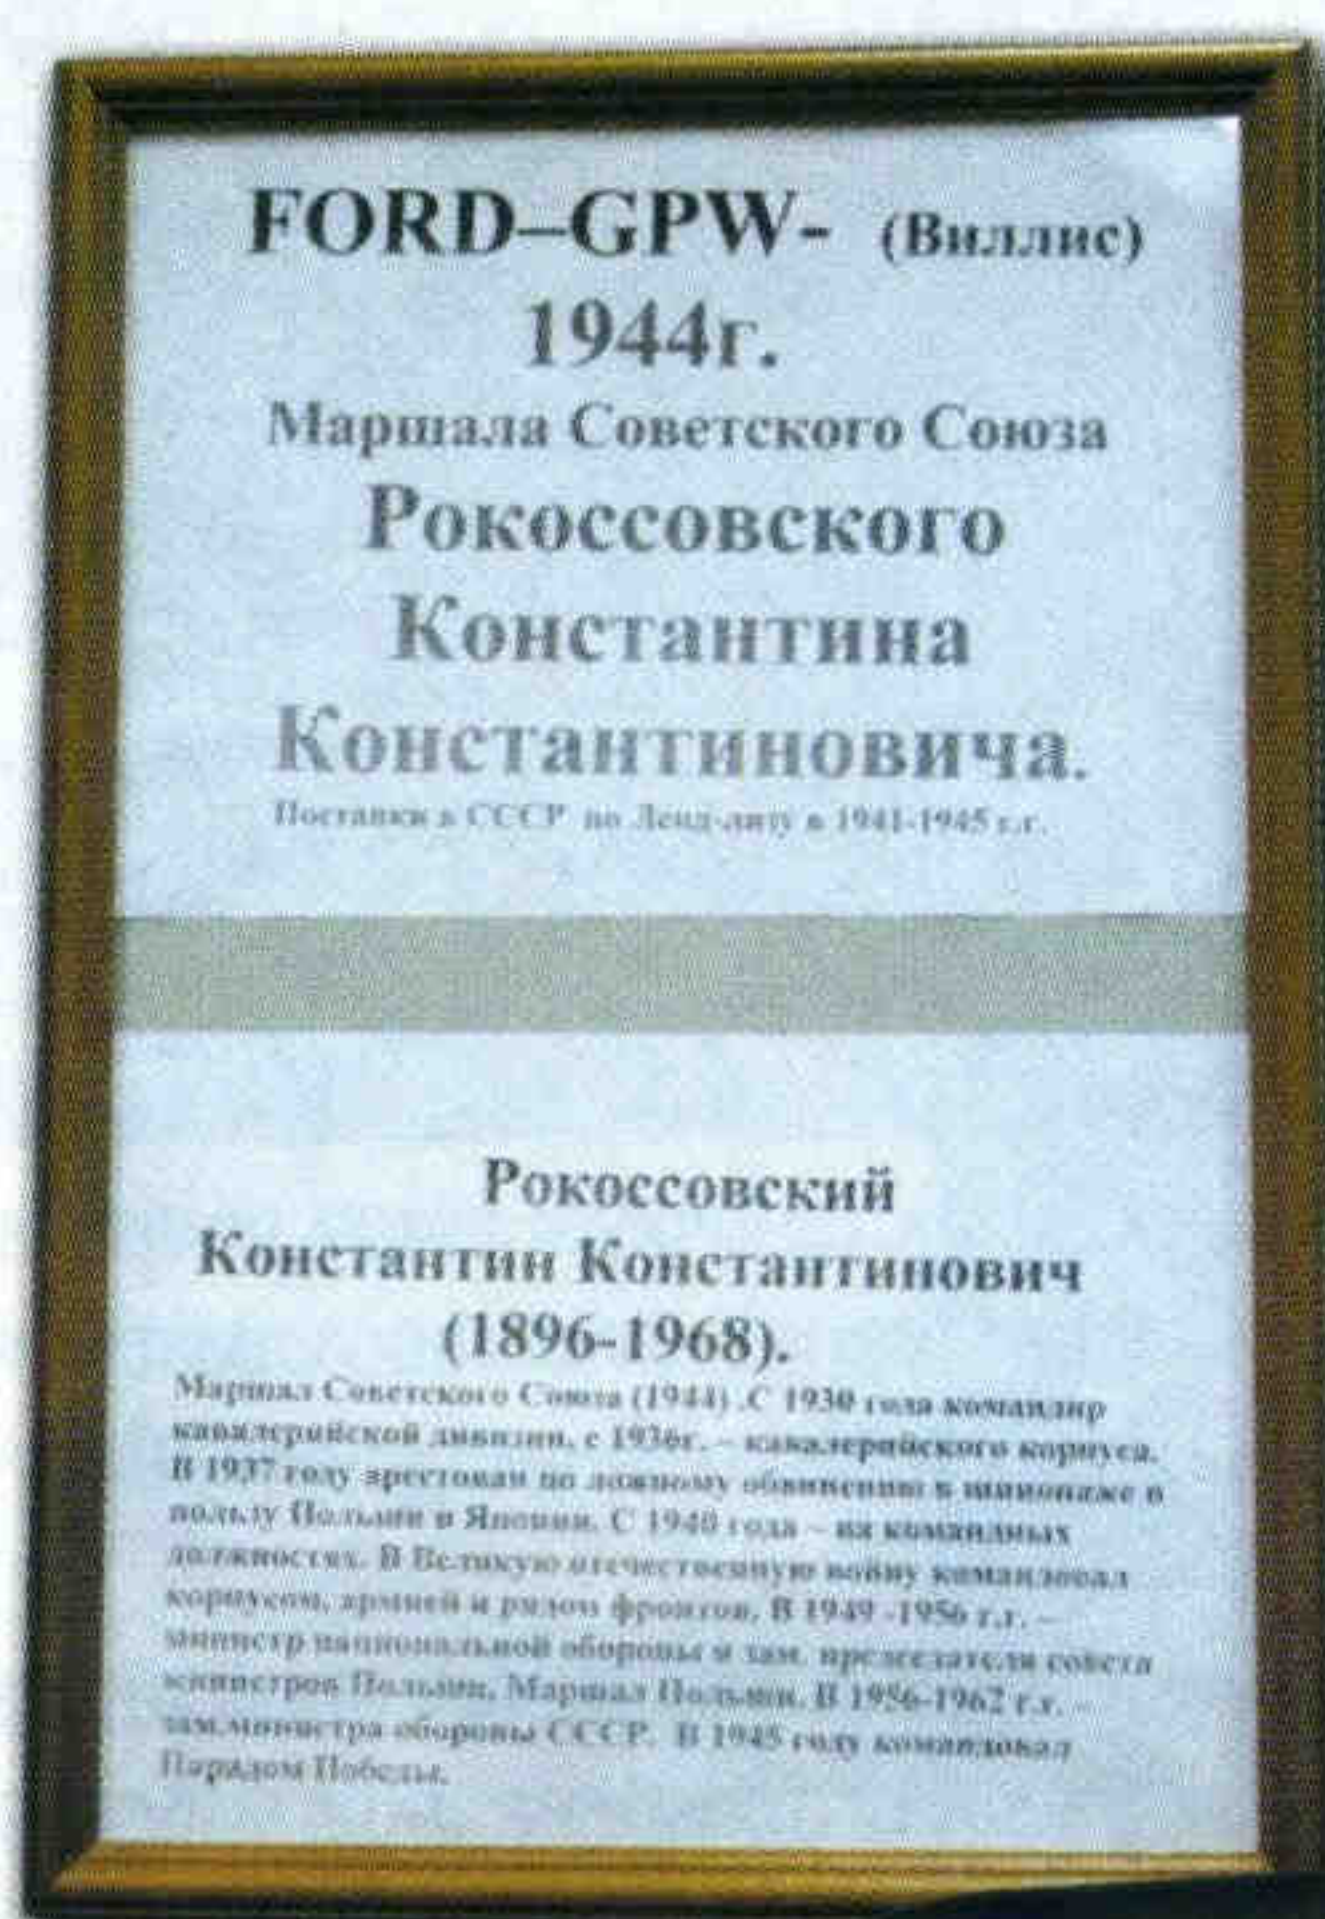 FORD–GPW- (Виллис)
1944г.
Маршала Советского Союза
Рокоссовского
Константина
Константиновича.
Поставки в СССР по Ленд-лизу в 1941-1945 г.г.
Рокоссовский
Константин Константинович
(1896-1968).
Маршал Советского Союза (1944) .С 1930 года командир
кавалерийской дивизии, с 1936г. – кавалерийского корпуса.
В 1937 году арестован по ложному обвинению в шпионаже в
пользу Польши и Японии. С 1940 года – на командных
должностях. В Великую отечественную войну командовал
корпусом, армией и рядом фронтов. В 1949 -1956 г.г. –
министр национальной обороны и зам. председателя совета
министров Польши, Маршал Польши. В 1956-1962 г.г. –
зам.министра обороны СССР. В 1945 году командовал
Парадом Победы.